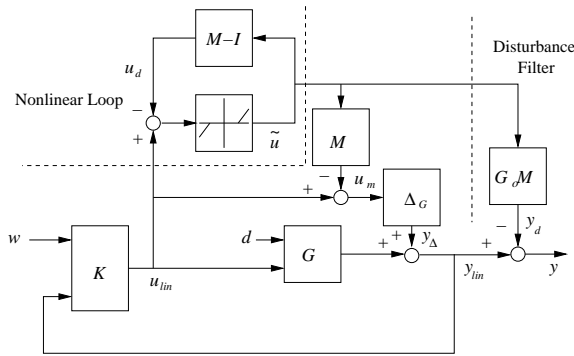 M−I
Disturbance
Filter
u_d
Nonlinear Loop
−
+
ũ
M
−
u_m
+
Δ_G
G_oM
w
K
u_lin
d
G
+
+
y_Δ
y_lin
+
−
y_d
y